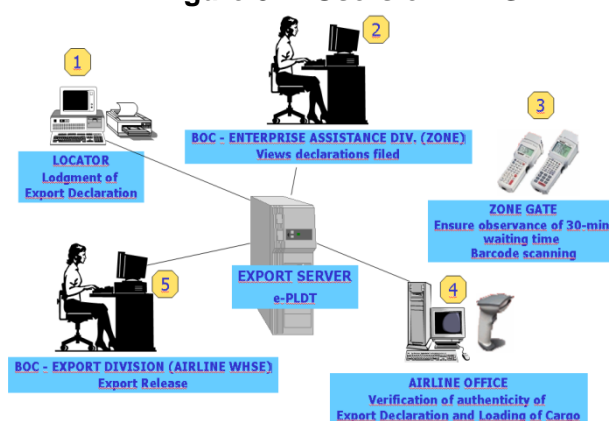 1
LOCATOR
Lodgment of
Export Declaration
2
BOC - ENTERPRISE ASSISTANCE DIV. (ZONE)
Views declarations filed
3
ZONE GATE
Ensure observance of 30-min
waiting time
Barcode scanning
EXPORT SERVER
e-PLDT
4
AIRLINE OFFICE
Verification of authenticity of
Export Declaration and Loading of Cargo
5
BOC - EXPORT DIVISION (AIRLINE WHSE)
Export Release